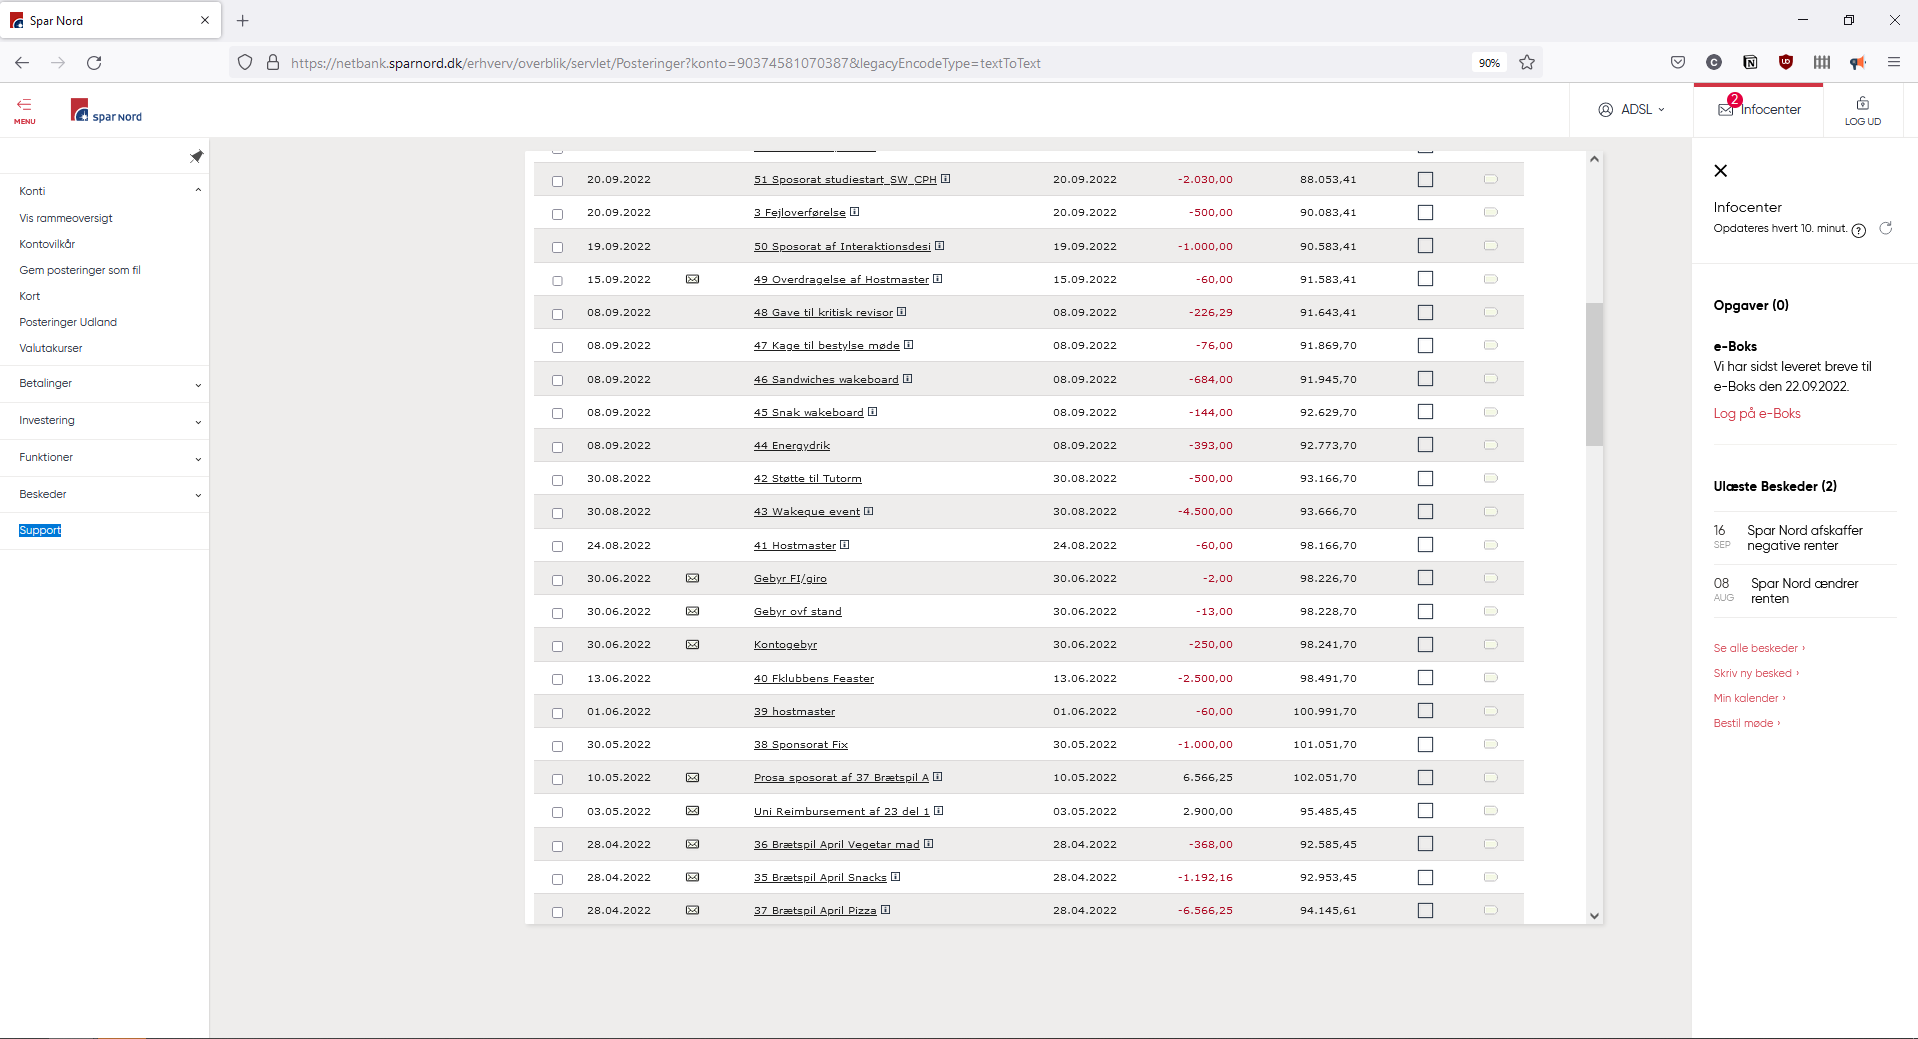 Spar Nord
https://netbank.sparnord.dk/erhverv/overblik/servlet/Posteringer?konto=90374581070387&legacyEncodeType=textToText
90%
MENU
spar nord
ADSL
2
Infocenter
LOG UD
Konti
Vis rammeoversigt
Kontovilkår
Gem posteringer som fil
Kort
Posteringer Udland
Valutakurser
Betalinger
Investering
Funktioner
Beskeder
Support
20.09.2022 51 Sposorat studiestart_SW_CPH 20.09.2022 -2.030,00 88.053,41
20.09.2022 3 Fejloverførelse 20.09.2022 -500,00 90.083,41
19.09.2022 50 Sposorat af Interaktionsdesi 19.09.2022 -1.000,00 90.583,41
15.09.2022 49 Overdragelse af Hostmaster 15.09.2022 -60,00 91.583,41
08.09.2022 48 Gave til kritisk revisor 08.09.2022 -226,29 91.643,41
08.09.2022 47 Kage til bestylse møde 08.09.2022 -76,00 91.869,70
08.09.2022 46 Sandwiches wakeboard 08.09.2022 -684,00 91.945,70
08.09.2022 45 Snak wakeboard 08.09.2022 -144,00 92.629,70
08.09.2022 44 Energydrik 08.09.2022 -393,00 92.773,70
30.08.2022 42 Støtte til Tutorm 30.08.2022 -500,00 93.166,70
30.08.2022 43 Wakeque event 30.08.2022 -4.500,00 93.666,70
24.08.2022 41 Hostmaster 24.08.2022 -60,00 98.166,70
30.06.2022 Gebyr FI/giro 30.06.2022 -2,00 98.226,70
30.06.2022 Gebyr ovf stand 30.06.2022 -13,00 98.228,70
30.06.2022 Kontogebyr 30.06.2022 -250,00 98.241,70
13.06.2022 40 Fklubbens Feaster 13.06.2022 -2.500,00 98.491,70
01.06.2022 39 hostmaster 01.06.2022 -60,00 100.991,70
30.05.2022 38 Sponsorat Fix 30.05.2022 -1.000,00 101.051,70
10.05.2022 Prosa sposorat af 37 Brætspil A 10.05.2022 6.566,25 102.051,70
03.05.2022 Uni Reimbursement af 23 del 1 03.05.2022 2.900,00 95.485,45
28.04.2022 36 Brætspil April Vegetar mad 28.04.2022 -368,00 92.585,45
28.04.2022 35 Brætspil April Snacks 28.04.2022 -1.192,16 92.953,45
28.04.2022 37 Brætspil April Pizza 28.04.2022 -6.566,25 94.145,61
Infocenter
Opdateres hvert 10. minut.
Opgaver (0)
e-Boks
Vi har sidst leveret breve til
e-Boks den 22.09.2022.
Log på e-Boks
Ulæste Beskeder (2)
16 SEP
Spar Nord afskaffer
negative renter
08 AUG
Spar Nord ændrer
renten
Se alle beskeder ›
Skriv ny besked ›
Min kalender ›
Bestil møde ›